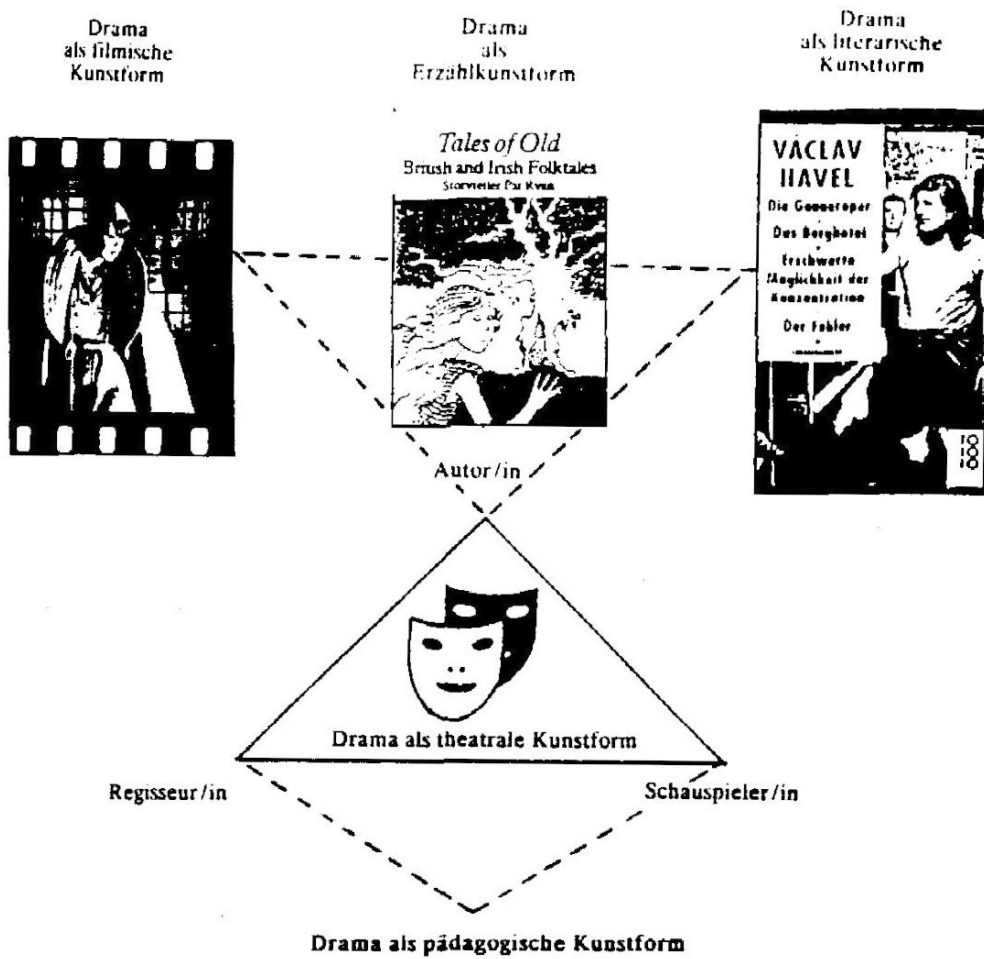 Drama
als filmische
Kunstform
Drama
als
Erzählkunstform
Drama
als literarische
Kunstform
Tales of Old
British and Irish Folktales
Storyteller
VÁCLAV
HAVEL
Die Gauneroper
Das Berghotel
Erschwerte
Möglichkeit der
Konzentration
Der Fehler
Autor/in
Drama als theatrale Kunstform
Regisseur/in
Schauspieler/in
Drama als pädagogische Kunstform